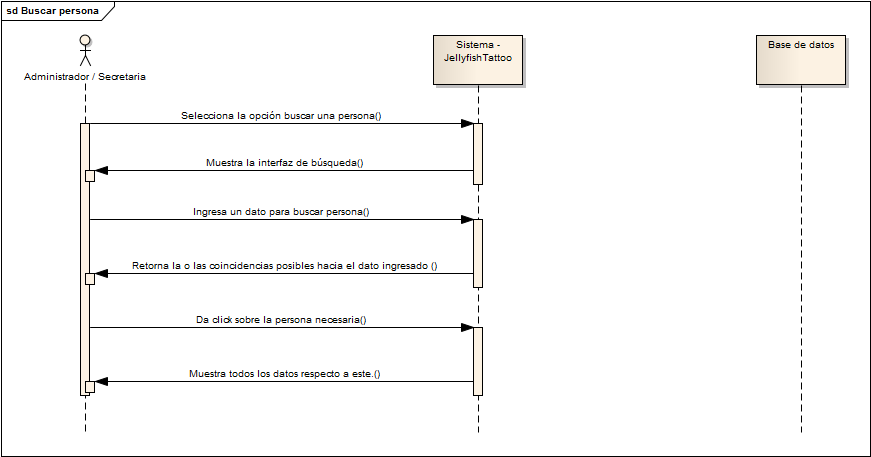 sd Buscar persona
Administrador / Secretaria
Sistema -
JellyfishTattoo
Base de datos
Selecciona la opción buscar una persona()
Muestra la interfaz de búsqueda()
Ingresa un dato para buscar persona()
Retorna la o las coincidencias posibles hacia el dato ingresado ()
Da click sobre la persona necesaria()
Muestra todos los datos respecto a este.()